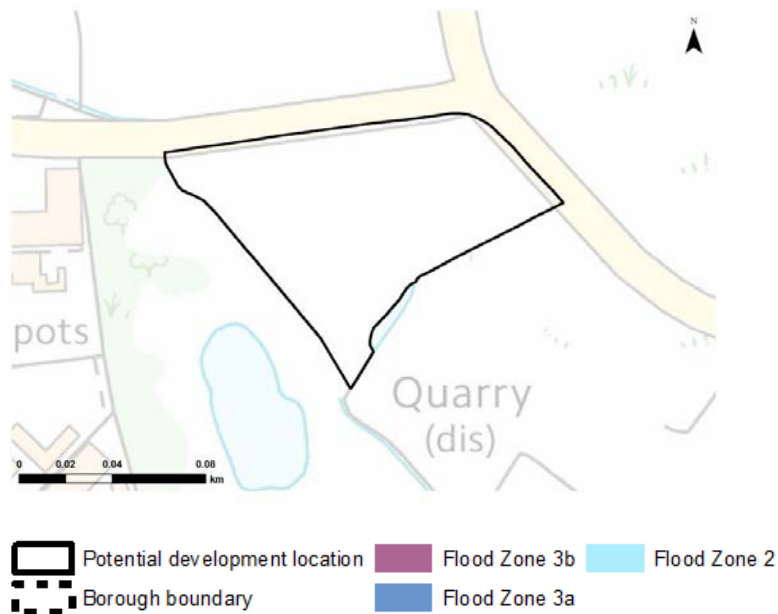 N
pots
Quarry
(dis)
0 0.02 0.04 0.08
km
Potential development location Flood Zone 3b Flood Zone 2
Borough boundary Flood Zone 3a